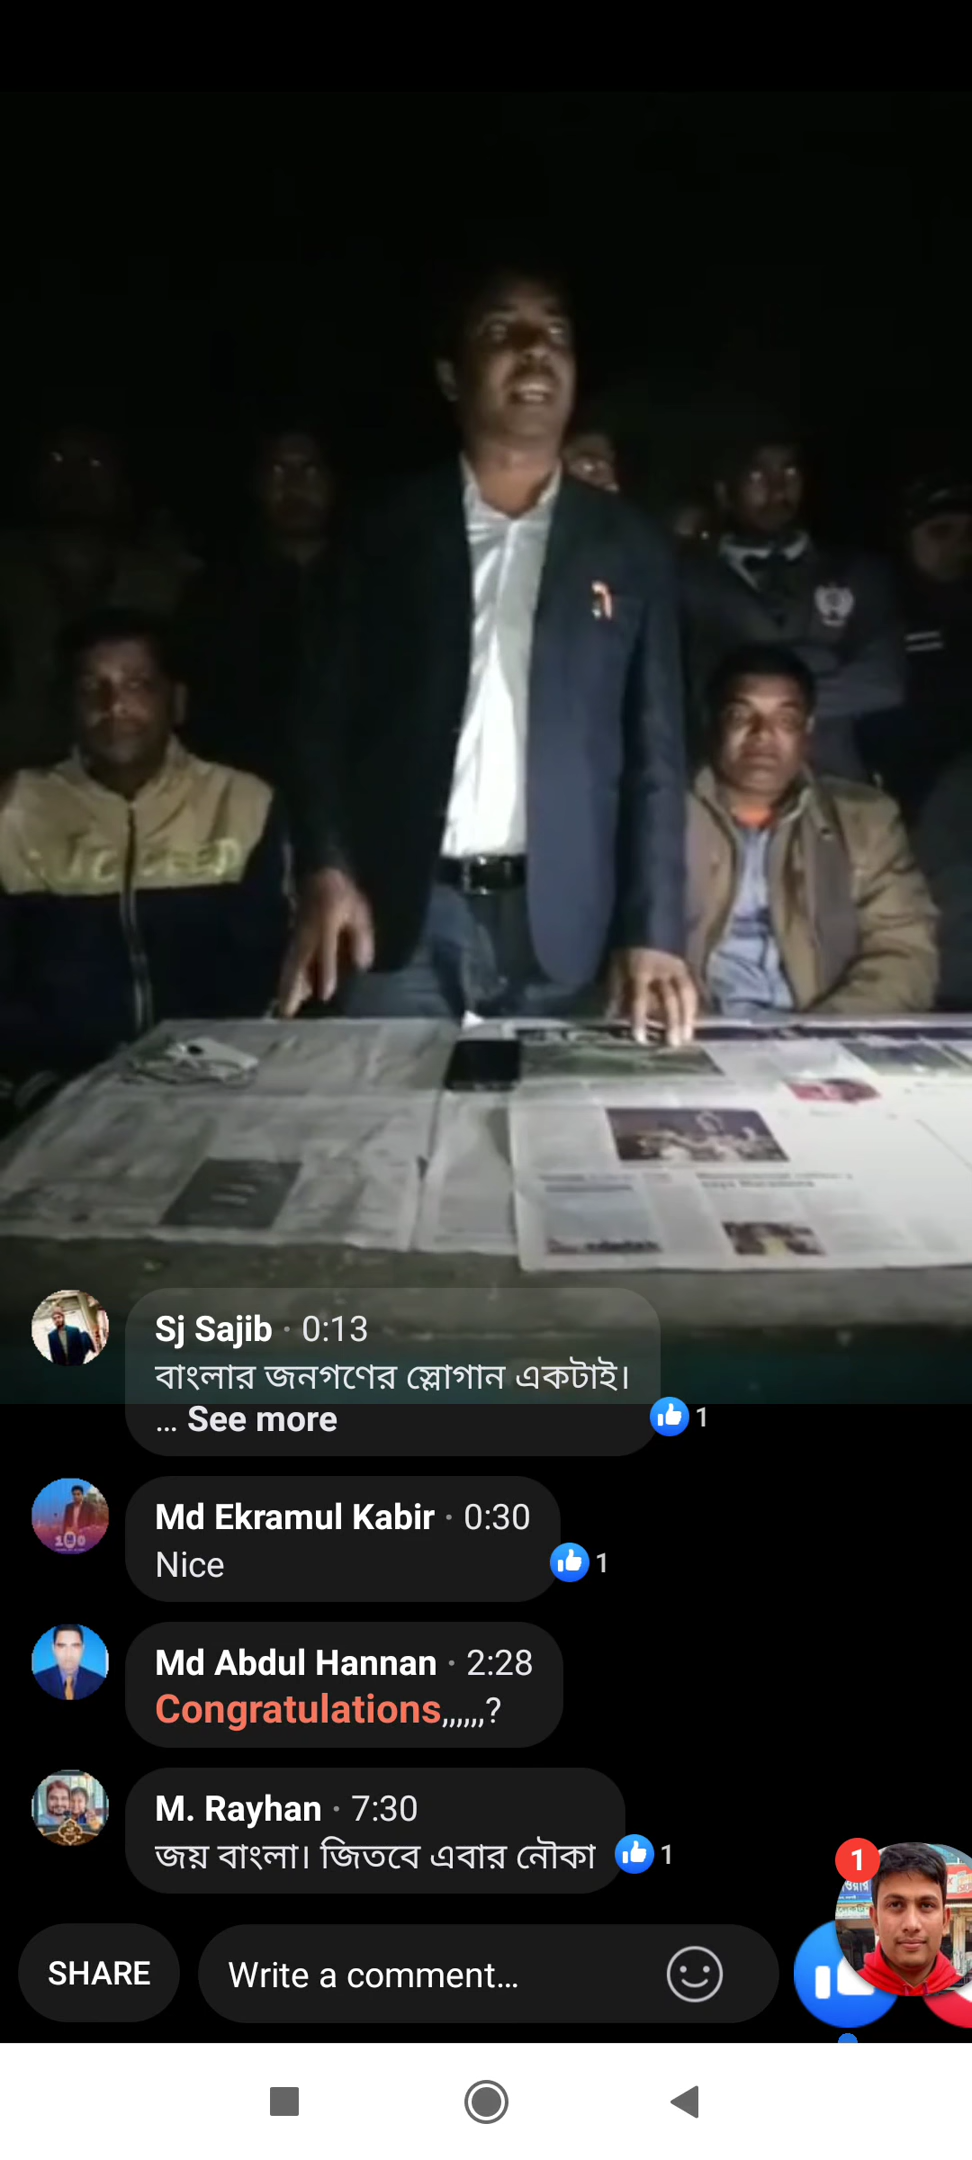 Sj Sajib · 0:13
বাংলার জনগণের স্লোগান একটাই।
... See more
1
Md Ekramul Kabir · 0:30
Nice
1
Md Abdul Hannan · 2:28
Congratulations,,,,,,?
M. Rayhan · 7:30
জয় বাংলা। জিতবে এবার নৌকা
1
1
SHARE
Write a comment...